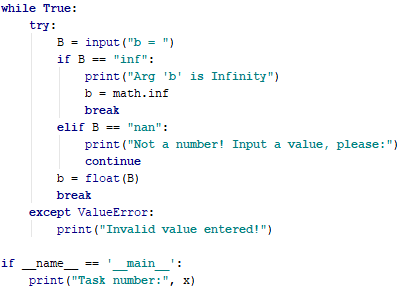 while True:
    try:
        B = input("b = ")
        if B == "inf":
            print("Arg 'b' is Infinity")
            b = math.inf
            break
        elif B == "nan":
            print("Not a number! Input a value, please:")
            continue
        b = float(B)
        break
    except ValueError:
        print("Invalid value entered!")

if __name__ == '__main__':
    print("Task number:", x)